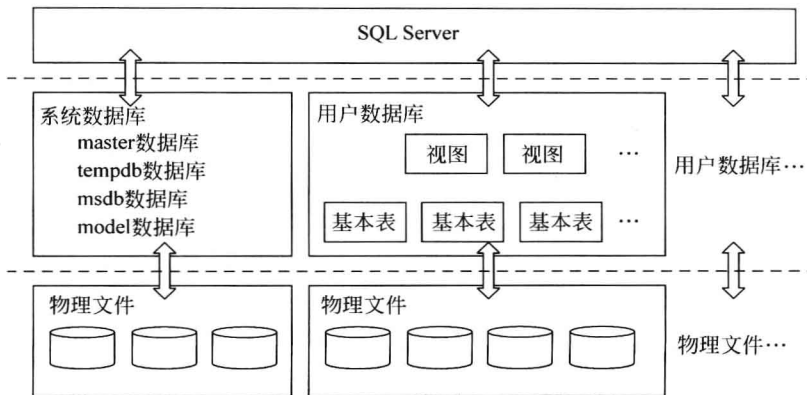 SQL Server
系统数据库
master数据库
tempdb数据库
msdb数据库
model数据库
用户数据库
视图 视图 …
基本表 基本表 基本表 …
用户数据库…
物理文件
物理文件
物理文件…